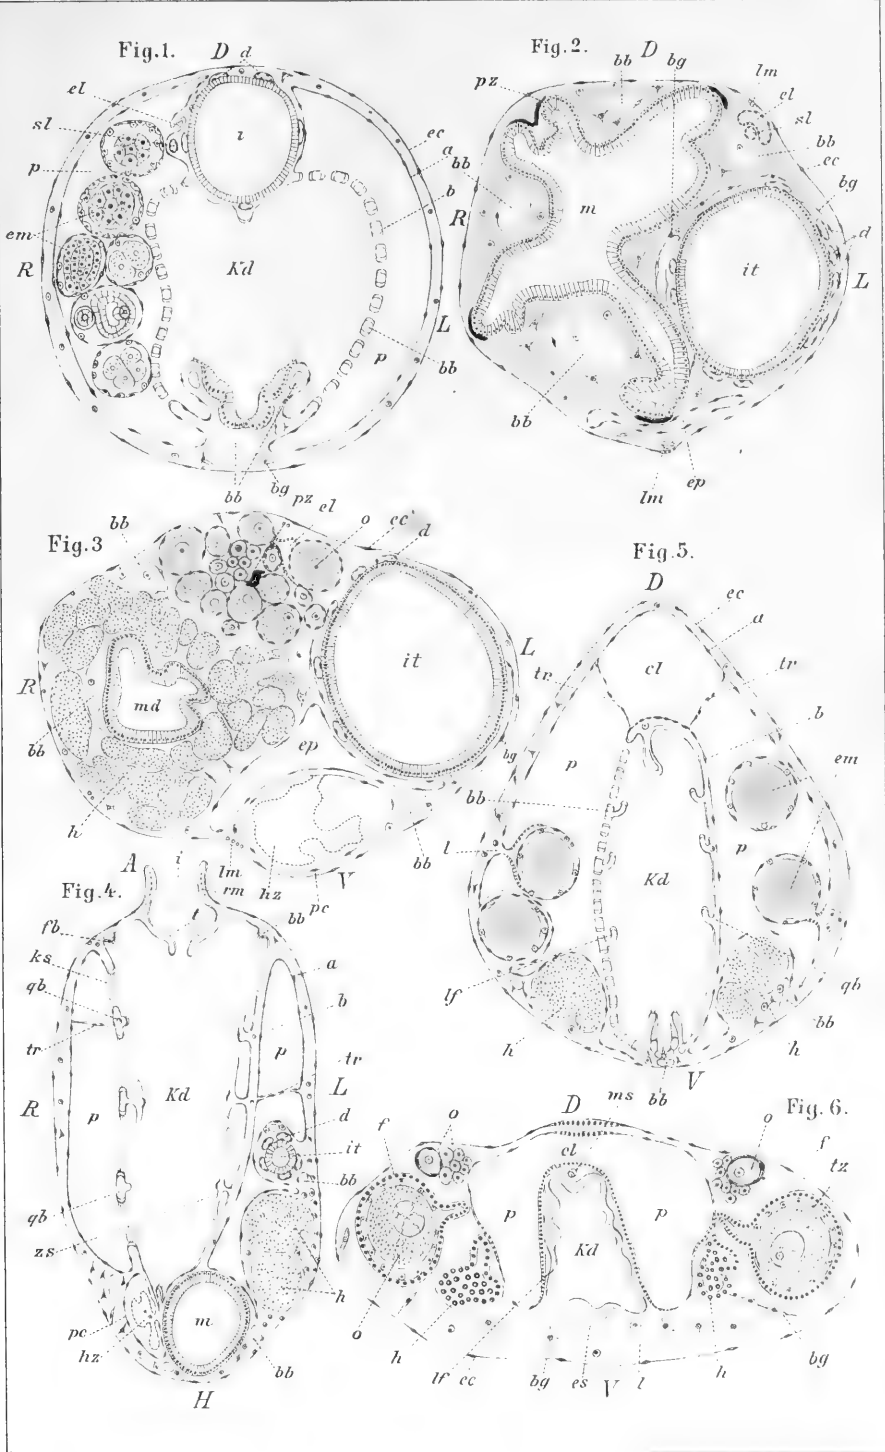 Fig.1. D d
el
sl
i
ec
a
p
b
em
R
Kd
L
p
bb
bb
bg
Fig.2. D
bb bg
pz
lm
el
sl
bb
ec
bb
bg
R
m
d
it
L
bb
ep
lm
Fig.3
bb
pz
el
o
ec
d
it
L
R
md
bb
ep
bg
h
lm
rm
hz
V
pc
bb
Fig.4.
A
i
t
bb
fb
ks
a
qb
b
tr
p
tr
R
p
Kd
L
d
it
bb
qb
zs
h
m
pc
hz
bb
H
Fig.5.
D
ec
a
tr
cl
tr
b
p
em
bb
l
p
Kd
lf
qb
h
bb
h
V
bb
Fig.6.
D
ms
o
f
cl
o
f
tz
p
p
Kd
o
h
h
lf
ec
bg
es
V
l
h
bg